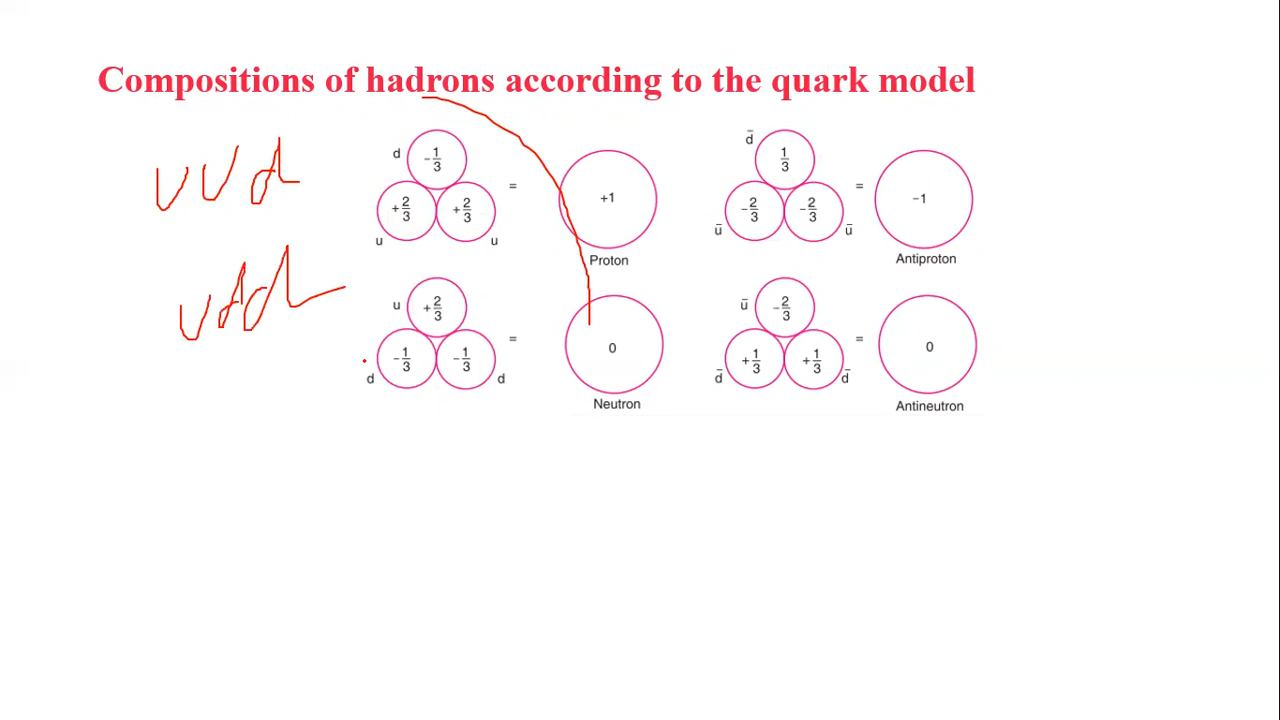 Compositions of hadrons according to the quark model
uud
udd
d -1/3
+2/3 +2/3
u u
=
+1
Proton
d̄ 1/3
-2/3 -2/3
ū ū
=
-1
Antiproton
u +2/3
-1/3 -1/3
d d
=
0
Neutron
ū -2/3
+1/3 +1/3
d̄ d̄
=
0
Antineutron